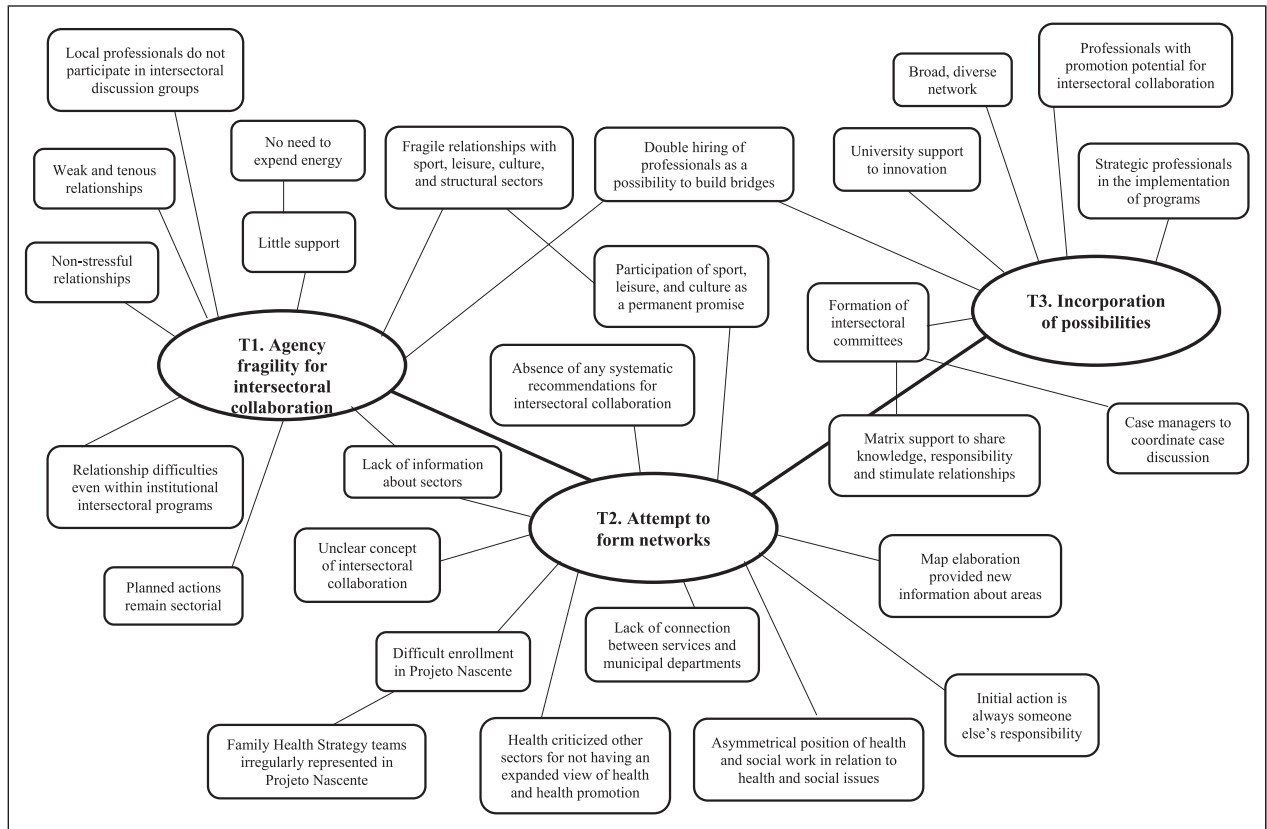 Local professionals do not
participate in intersectoral
discussion groups
No need to
expend energy
Fragile relationships with
sport, leisure, culture,
and structural sectors
Double hiring of
professionals as a
possibility to build bridges
Broad, diverse
network
Professionals with
promotion potential for
intersectoral collaboration
University support
to innovation
Strategic professionals
in the implementation
of programs
Weak and tenous
relationships
Little support
Non-stressful
relationships
Participation of sport,
leisure, and culture as
a permanent promise
Formation of
intersectoral
committees
T3. Incorporation
of possibilities
T1. Agency
fragility for
intersectoral
collaboration
Absence of any systematic
recommendations for
intersectoral collaboration
Case managers to
coordinate case
discussion
Matrix support to share
knowledge, responsibility
and stimulate relationships
Relationship difficulties
even within institutional
intersectoral programs
Lack of information
about sectors
T2. Attempt to
form networks
Unclear concept
of intersectoral
collaboration
Map elaboration
provided new
information about areas
Planned actions
remain sectorial
Difficult enrollment
in Projeto Nascente
Lack of connection
between services and
municipal departments
Initial action is
always someone
else’s responsibility
Family Health Strategy teams
irregularly represented in
Projeto Nascente
Health criticized other
sectors for not having an
expanded view of health
and health promotion
Asymmetrical position of health
and social work in relation to
health and social issues